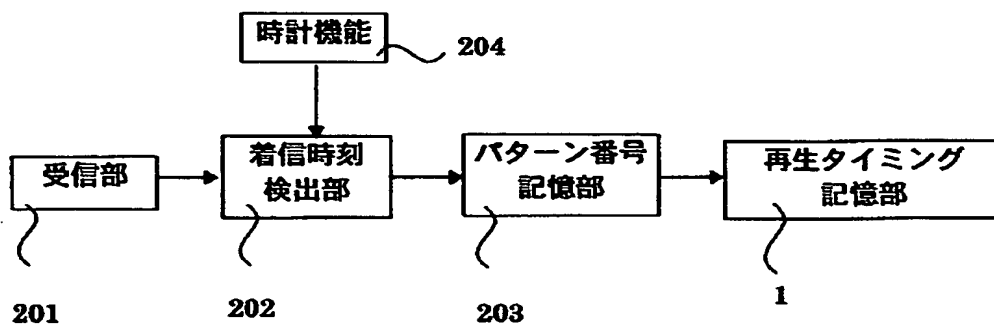 時計機能
204
受信部
着信時刻
検出部
パターン番号
記憶部
再生タイミング
記憶部
201
202
203
1